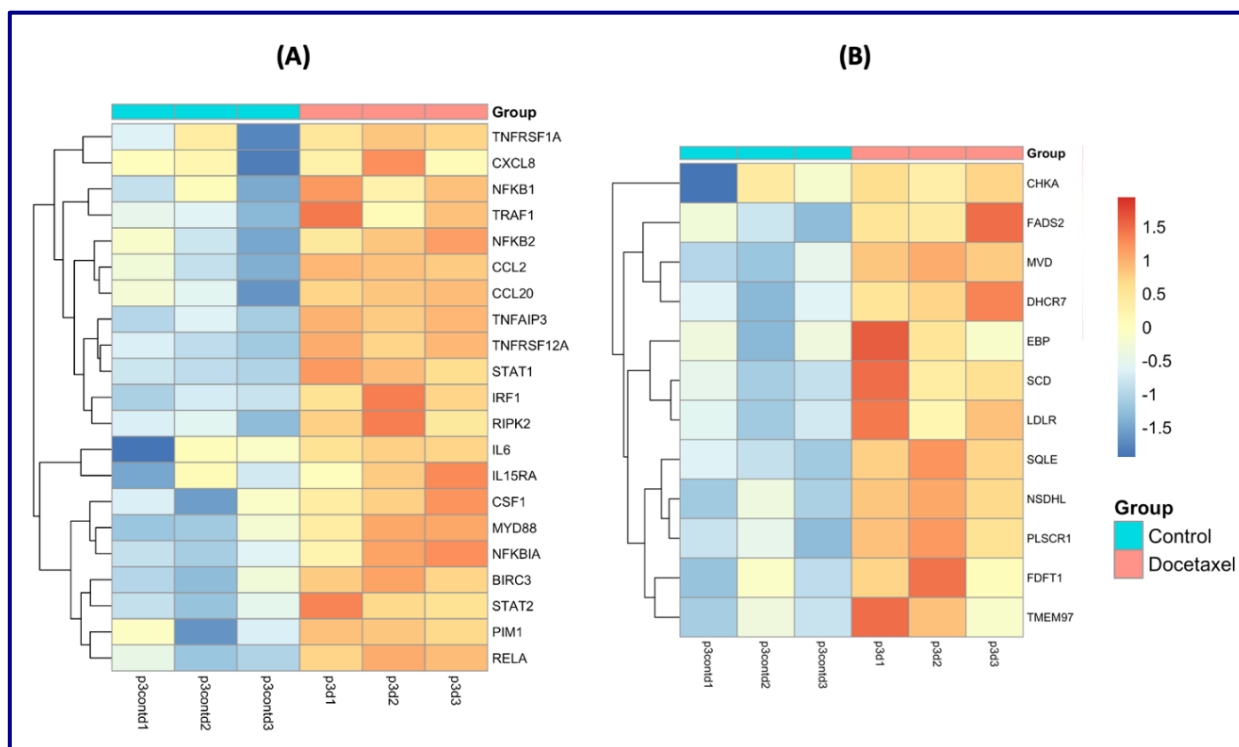 (A)
Group
TNFRSF1A
CXCL8
NFKB1
TRAF1
NFKB2
CCL2
CCL20
TNFAIP3
TNFRSF12A
STAT1
IRF1
RIPK2
IL6
IL15RA
CSF1
MYD88
NFKBIA
BIRC3
STAT2
PIM1
RELA
p3contd1
p3contd2
p3contd3
p3d1
p3d2
p3d3
(B)
Group
CHKA
FADS2
MVD
DHCR7
EBP
SCD
LDLR
SQLE
NSDHL
PLSCR1
FDFT1
TMEM97
p3contd1
p3contd2
p3contd3
p3d1
p3d2
p3d3
1.5
1
0.5
0
-0.5
-1
-1.5
Group
Control
Docetaxel